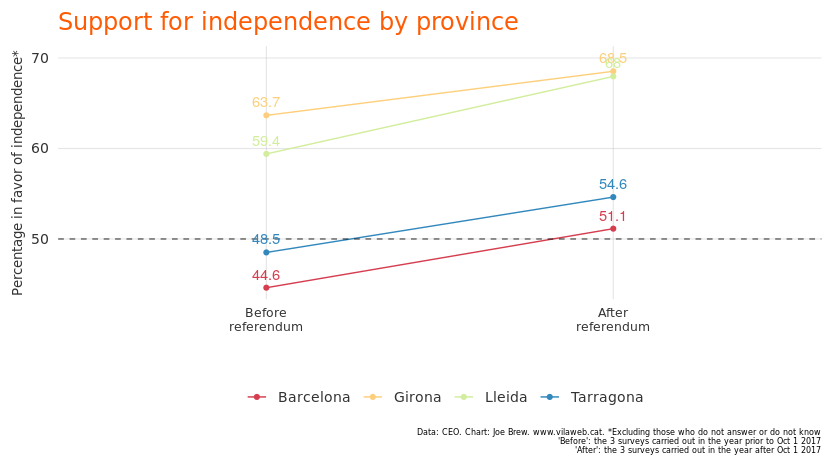 Support for independence by province
Percentage in favor of independence*
70
60
50
63.7
59.4
48.5
44.6
68.5
68
54.6
51.1
Before
referendum
After
referendum
Barcelona Girona Lleida Tarragona
Data: CEO. Chart: Joe Brew. www.vilaweb.cat. *Excluding those who do not answer or do not know
'Before': the 3 surveys carried out in the year prior to Oct 1 2017
'After': the 3 surveys carried out in the year after Oct 1 2017